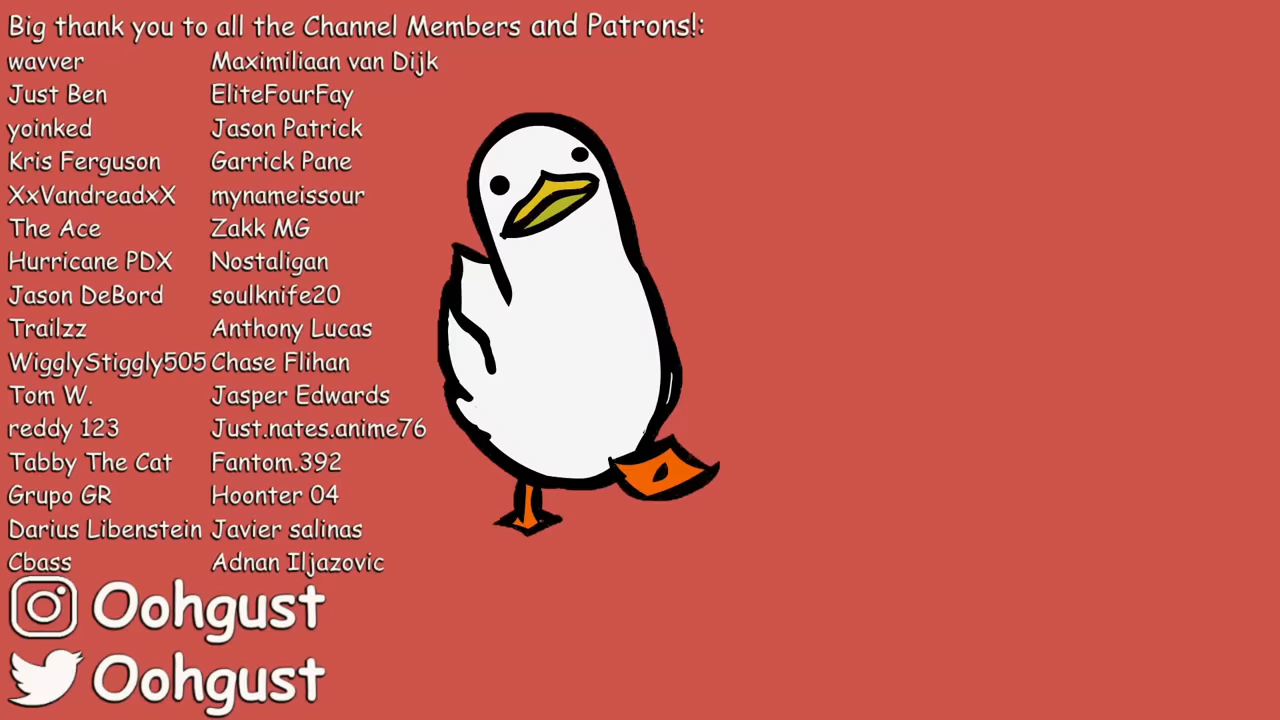 Big thank you to all the Channel Members and Patrons!:
wavver Maximiliaan van Dijk
Just Ben EliteFourFay
yoinked Jason Patrick
Kris Ferguson Garrick Pane
XxVandreadxX mynameissour
The Ace Zakk MG
Hurricane PDX Nostaligan
Jason DeBord soulknife20
Trailzz Anthony Lucas
WigglyStiggly505 Chase Flihan
Tom W. Jasper Edwards
reddy 123 Just.nates.anime76
Tabby The Cat Fantom.392
Grupo GR Hoonter 04
Darius Libenstein Javier salinas
Cbass Adnan Iljazovic
Oohgust
Oohgust